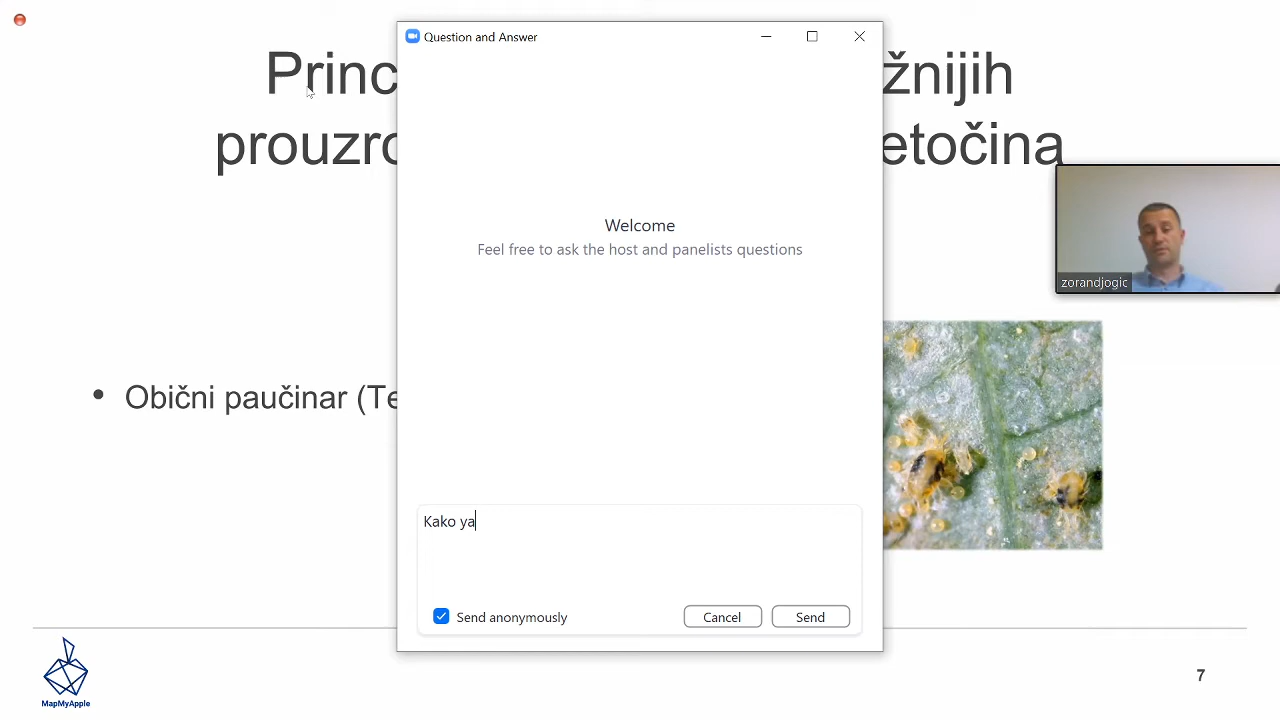 Question and Answer
Princ
žnijih
prouzro
etočina
Welcome
Feel free to ask the host and panelists questions
zorandjogic
• Obični paučinar (Te
Kako ya
Send anonymously
Cancel
Send
MapMyApple
7